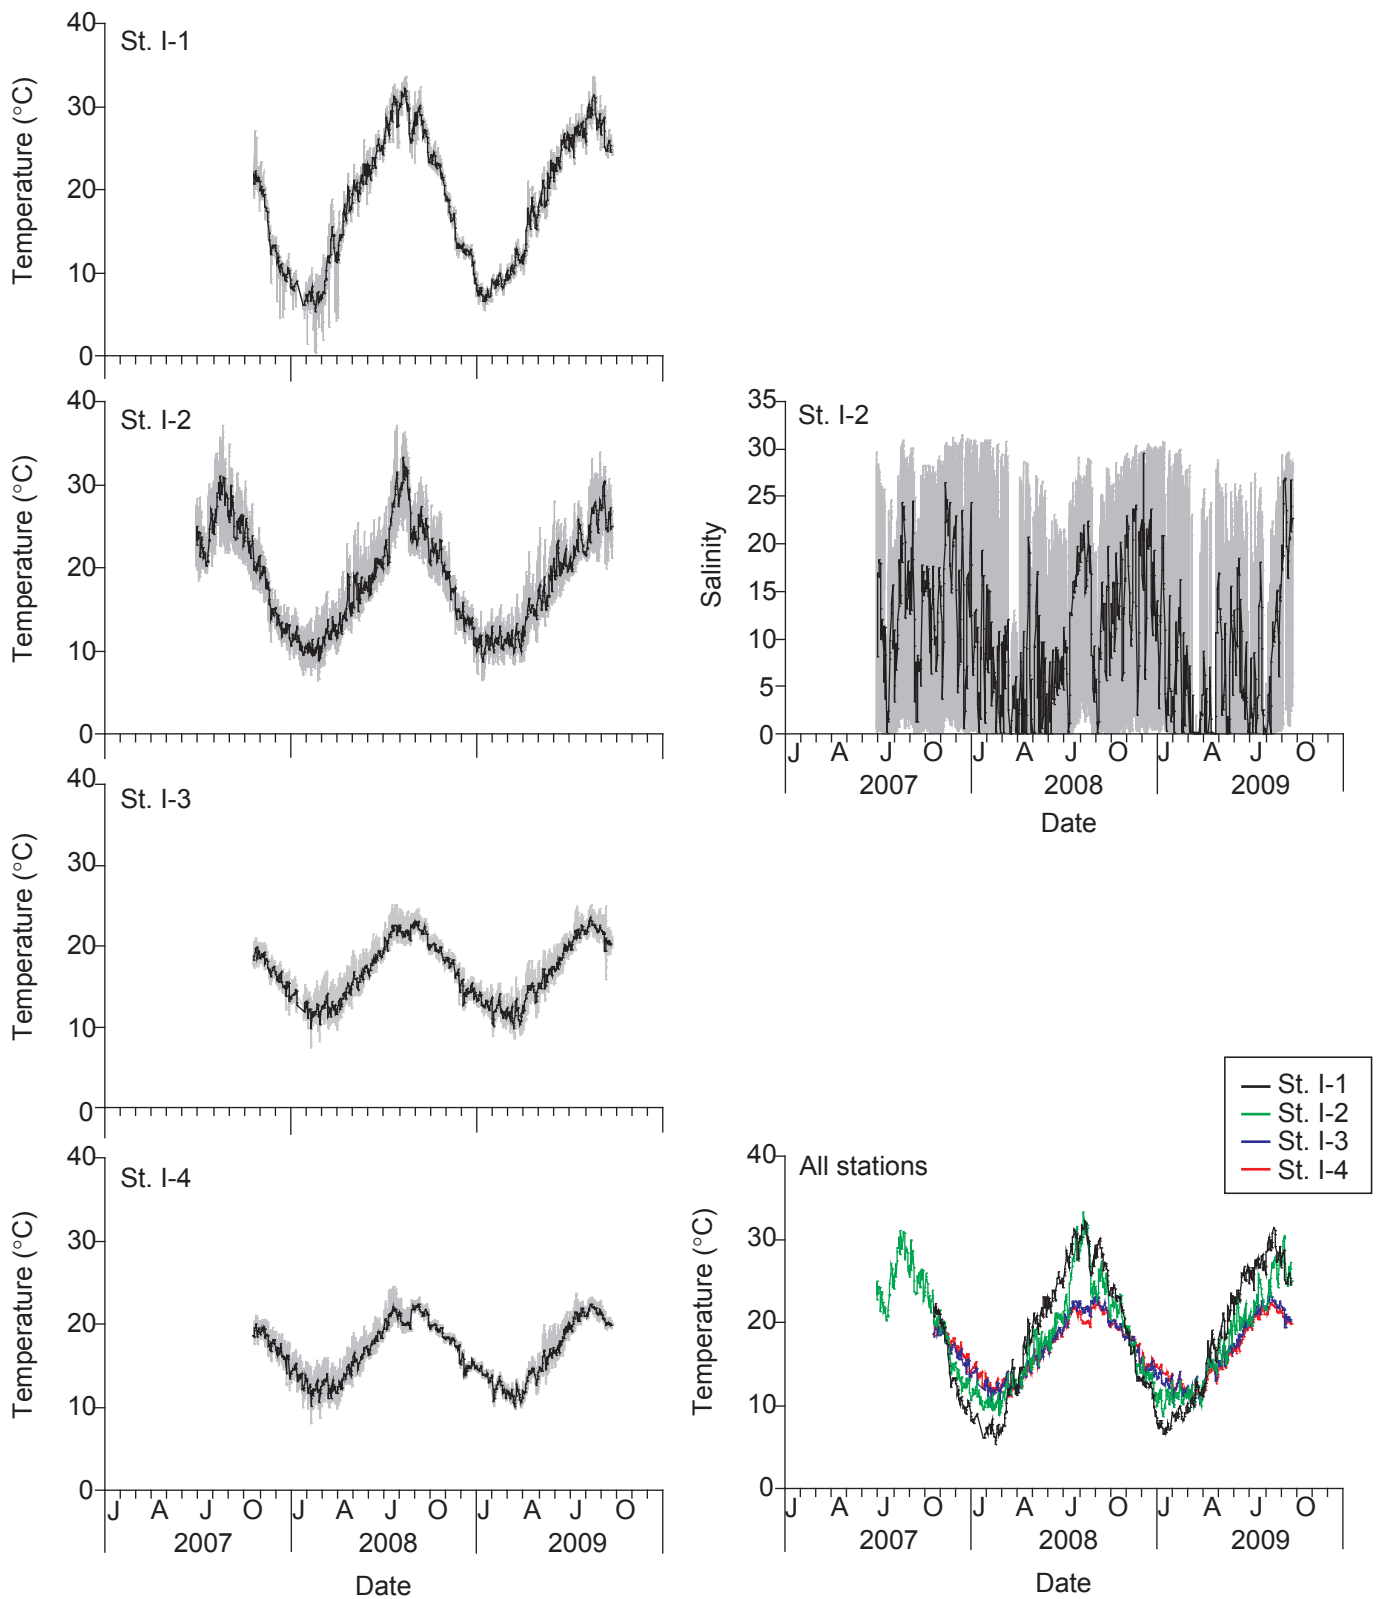 St. I-1
Temperature (°C)
40
30
20
10
0
St. I-2
Temperature (°C)
40
30
20
10
0
St. I-2
Salinity
35
30
25
20
15
10
5
0
J A J O J A J O J A J O
2007 2008 2009
Date
St. I-3
Temperature (°C)
40
30
20
10
0
St. I-4
Temperature (°C)
40
30
20
10
0
J A J O J A J O J A J O
2007 2008 2009
Date
St. I-1
St. I-2
St. I-3
St. I-4
All stations
Temperature (°C)
40
30
20
10
0
J A J O J A J O J A J O
2007 2008 2009
Date